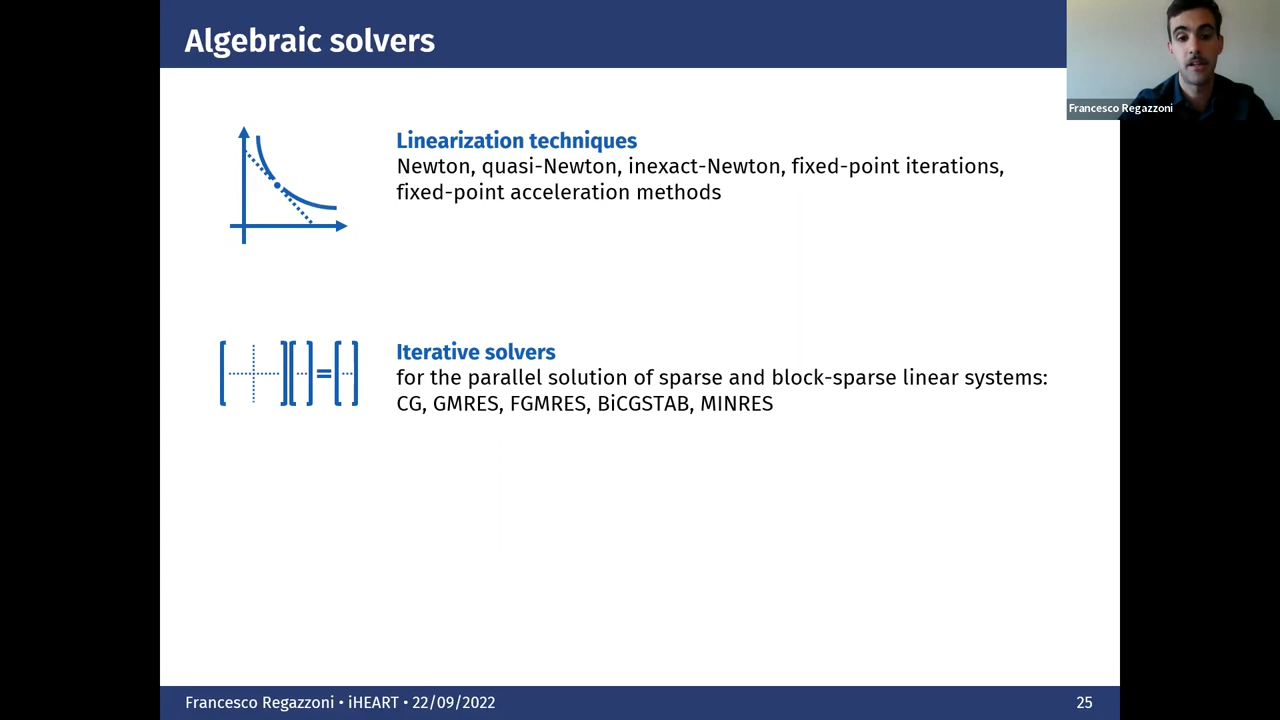 Algebraic solvers
Francesco Regazzoni
Linearization techniques
Newton, quasi-Newton, inexact-Newton, fixed-point iterations,
fixed-point acceleration methods
Iterative solvers
for the parallel solution of sparse and block-sparse linear systems:
CG, GMRES, FGMRES, BiCGSTAB, MINRES
Francesco Regazzoni • iHEART • 22/09/2022
25